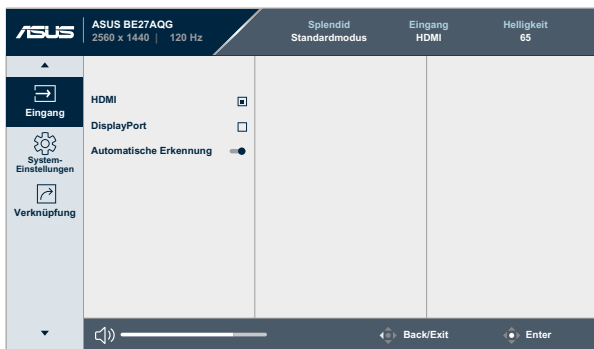 ASUS
ASUS BE27AQG
2560 x 1440 | 120 Hz
Splendid
Standardmodus
Eingang
HDMI
Helligkeit
65
Eingang
System-
Einstellungen
Verknüpfung
HDMI
DisplayPort
Automatische Erkennung
Back/Exit
Enter